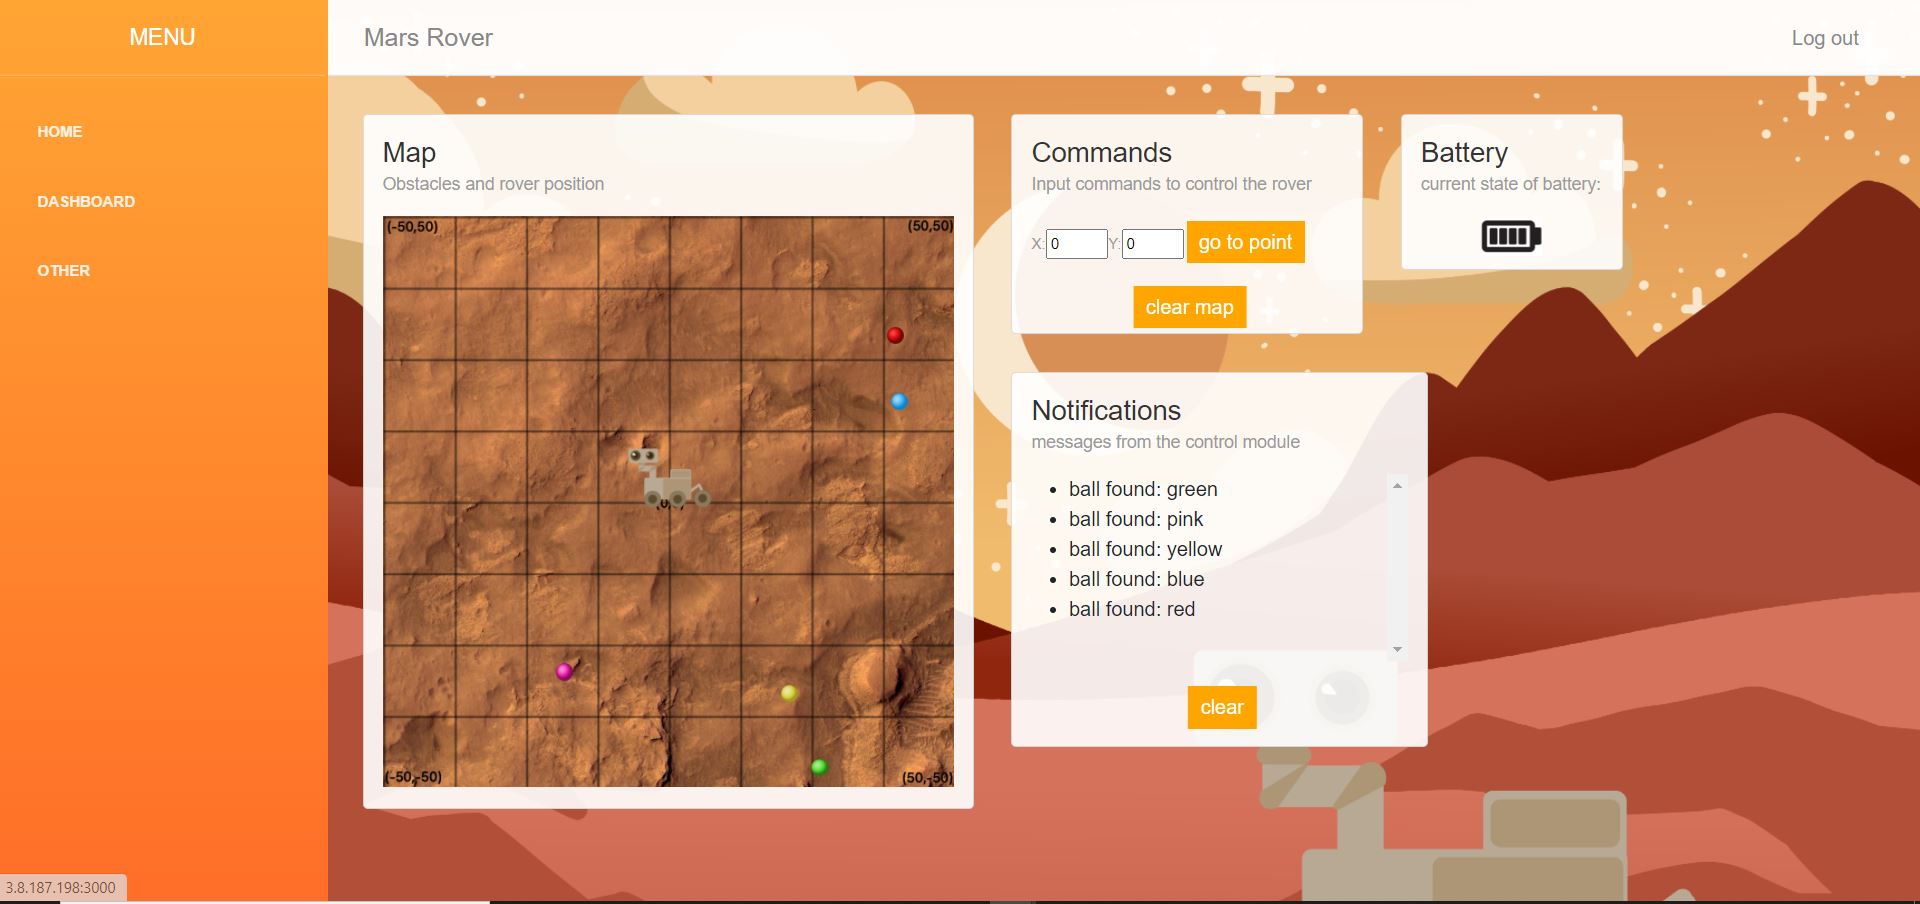 MENU
HOME
DASHBOARD
OTHER
Mars Rover
Log out
Map
Obstacles and rover position
(-50,50)
(50,50)
(-50,-50)
(50,-50)
Commands
Input commands to control the rover
X: 0 Y: 0 go to point
clear map
Battery
current state of battery:
Notifications
messages from the control module
ball found: green
ball found: pink
ball found: yellow
ball found: blue
ball found: red
clear
3.8.187.198:3000